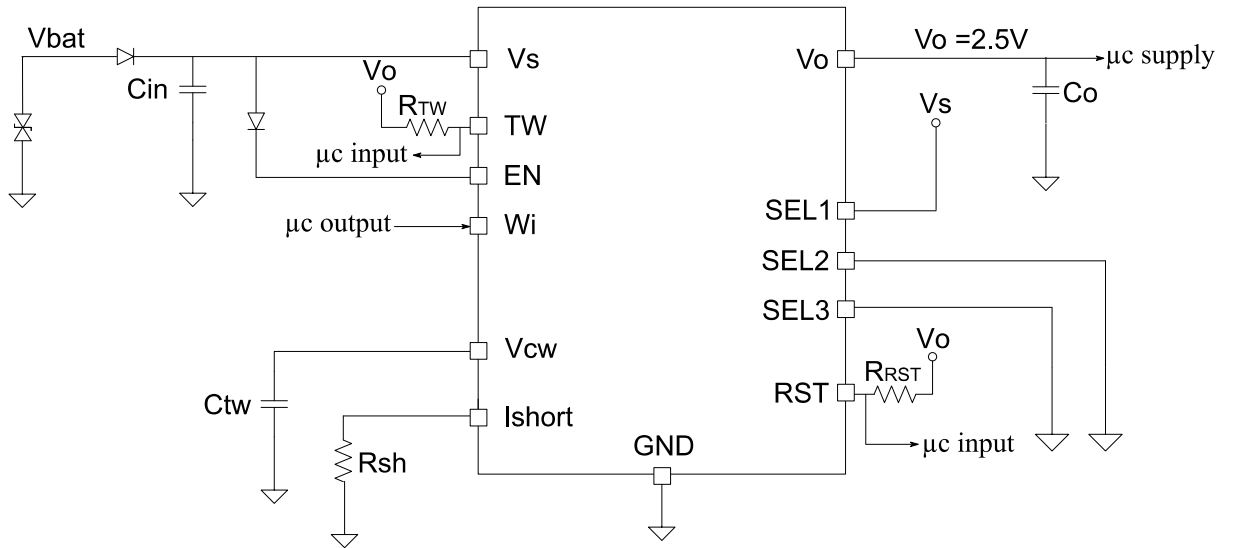 Vbat
Cin
Vs
Vo
RTW
TW
µc input
EN
µc output
Wi
Vcw
Ctw
Ishort
Rsh
GND
Vo
Vo =2.5V
µc supply
Co
Vs
SEL1
SEL2
SEL3
Vo
RRST
RST
µc input